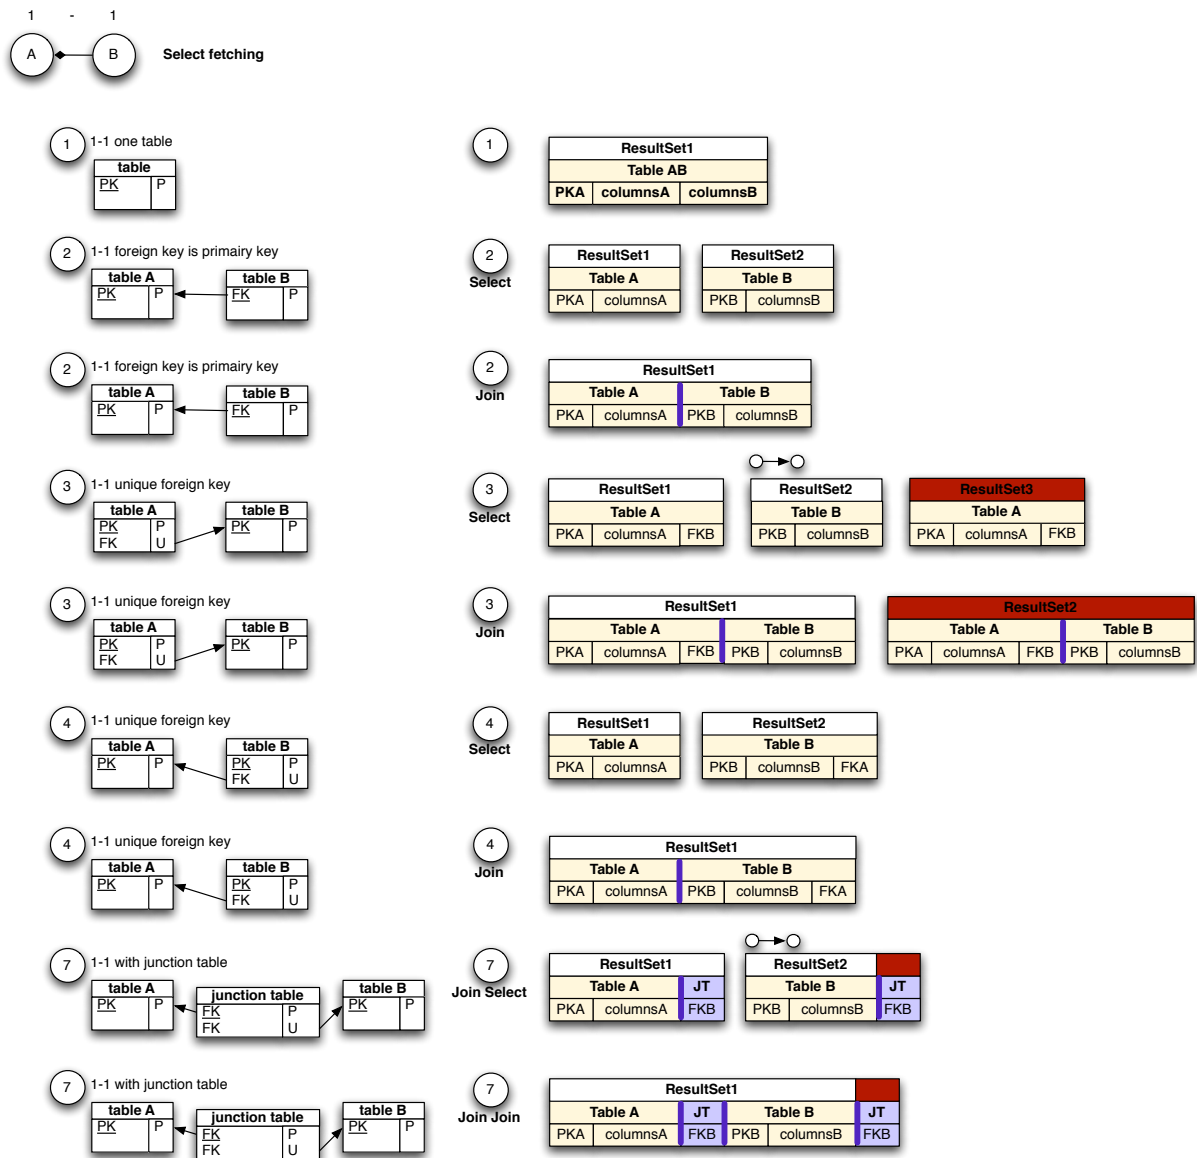 1 - 1
A B Select fetching
1 1-1 one table
table
PK P
1
ResultSet1
Table AB
PKA columnsA columnsB
2 1-1 foreign key is primairy key
table A table B
PK P FK P
2
Select
ResultSet1 ResultSet2
Table A Table B
PKA columnsA PKB columnsB
2 1-1 foreign key is primairy key
table A table B
PK P FK P
2
Join
ResultSet1
Table A Table B
PKA columnsA PKB columnsB
3 1-1 unique foreign key
table A table B
PK P PK P
FK U
3
Select
ResultSet1 ResultSet2 ResultSet3
Table A Table B Table A
PKA columnsA FKB PKB columnsB PKA columnsA FKB
3 1-1 unique foreign key
table A table B
PK P PK P
FK U
3
Join
ResultSet1 ResultSet2
Table A Table B Table A Table B
PKA columnsA FKB PKB columnsB PKA columnsA FKB PKB columnsB
4 1-1 unique foreign key
table A table B
PK P PK P
FK U
4
Select
ResultSet1 ResultSet2
Table A Table B
PKA columnsA PKB columnsB FKA
4 1-1 unique foreign key
table A table B
PK P PK P
FK U
4
Join
ResultSet1
Table A Table B
PKA columnsA PKB columnsB FKA
7 1-1 with junction table
table A junction table table B
PK P FK P PK P
FK U
7
Join Select
ResultSet1 ResultSet2
Table A JT Table B JT
PKA columnsA FKB PKB columnsB FKB
7 1-1 with junction table
table A junction table table B
PK P FK P PK P
FK U
7
Join Join
ResultSet1
Table A JT Table B JT
PKA columnsA FKB PKB columnsB FKB